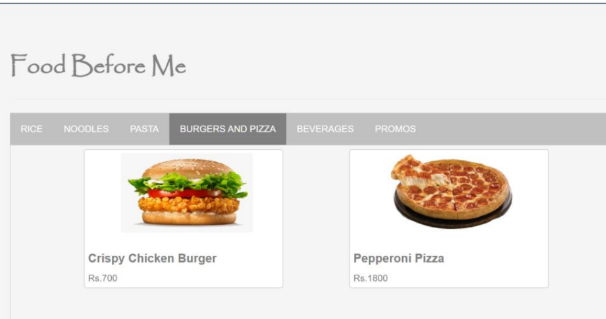 Food Before Me
RICE NOODLES PASTA BURGERS AND PIZZA BEVERAGES PROMOS
Crispy Chicken Burger
Rs.700
Pepperoni Pizza
Rs.1800